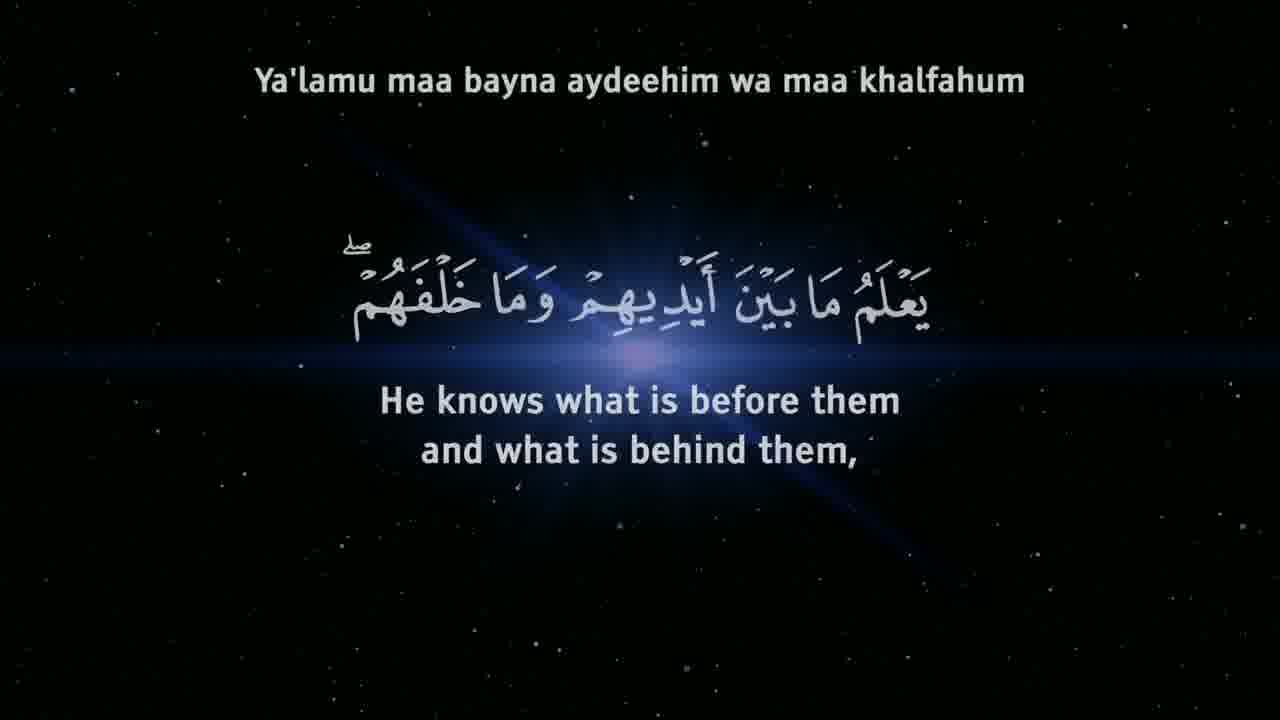 Ya'lamu maa bayna aydeehim wa maa khalfahum
يَعْلَمُ مَا بَيْنَ أَيْدِيهِمْ وَمَا خَلْفَهُمْ ۖ
He knows what is before them
and what is behind them,